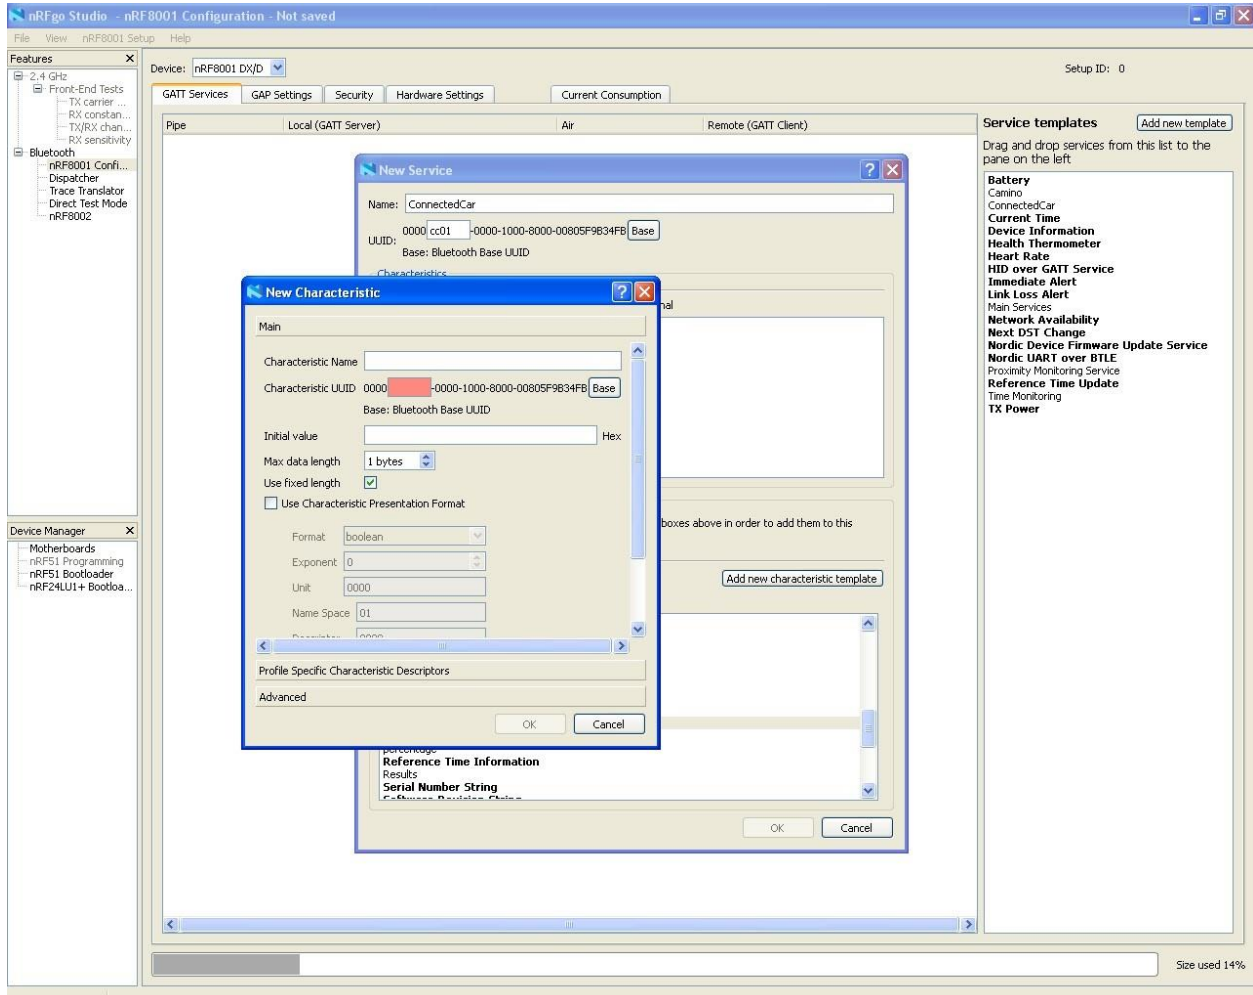 nRFgo Studio - nRF8001 Configuration - Not saved
File View nRF8001 Setup Help
Features
2.4 GHz
Front-End Tests
TX carrier ...
RX constan...
TX/RX chan...
RX sensitivity
Bluetooth
nRF8001 Confi...
Dispatcher
Trace Translator
Direct Test Mode
nRF8002
Device Manager
Motherboards
nRF51 Programming
nRF51 Bootloader
nRF24LU1+ Bootloa...
Device: nRF8001 DX/D
Setup ID: 0
GATT Services GAP Settings Security Hardware Settings Current Consumption
Pipe Local (GATT Server) Air Remote (GATT Client)
New Service
Name: ConnectedCar
UUID: 0000 cc01 -0000-1000-8000-00805F9B34FB Base
Base: Bluetooth Base UUID
Characteristics
nal
boxes above in order to add them to this
Add new characteristic template
percentage
Reference Time Information
Results
Serial Number String
Software Revision String
OK Cancel
New Characteristic
Main
Characteristic Name
Characteristic UUID 0000 -0000-1000-8000-00805F9B34FB Base
Base: Bluetooth Base UUID
Initial value Hex
Max data length 1 bytes
Use fixed length
Use Characteristic Presentation Format
Format boolean
Exponent 0
Unit 0000
Name Space 01
Descriptor 0000
Profile Specific Characteristic Descriptors
Advanced
OK Cancel
Service templates Add new template
Drag and drop services from this list to the
pane on the left
Battery
Camino
ConnectedCar
Current Time
Device Information
Health Thermometer
Heart Rate
HID over GATT Service
Immediate Alert
Link Loss Alert
Main Services
Network Availability
Next DST Change
Nordic Device Firmware Update Service
Nordic UART over BTLE
Proximity Monitoring Service
Reference Time Update
Time Monitoring
TX Power
Size used 14%